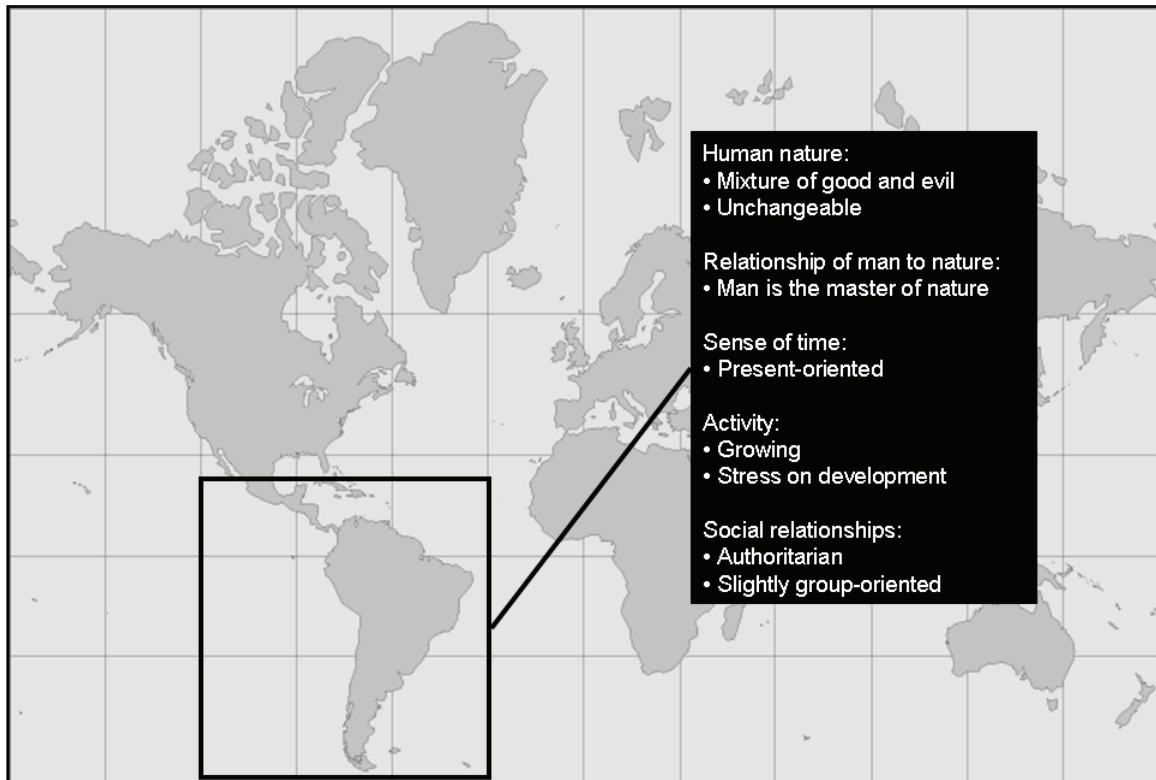 Human nature:
• Mixture of good and evil
• Unchangeable
Relationship of man to nature:
• Man is the master of nature
Sense of time:
• Present-oriented
Activity:
• Growing
• Stress on development
Social relationships:
• Authoritarian
• Slightly group-oriented